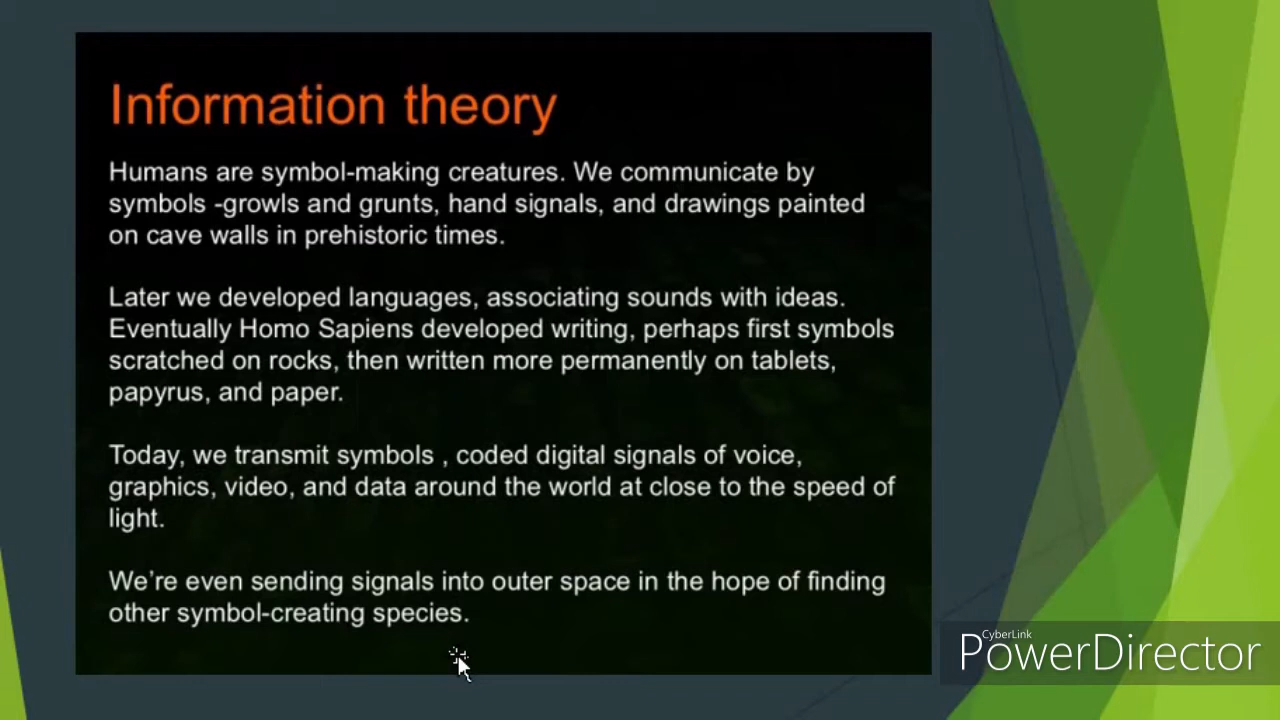 Information theory
Humans are symbol-making creatures. We communicate by
symbols -growls and grunts, hand signals, and drawings painted
on cave walls in prehistoric times.
Later we developed languages, associating sounds with ideas.
Eventually Homo Sapiens developed writing, perhaps first symbols
scratched on rocks, then written more permanently on tablets,
papyrus, and paper.
Today, we transmit symbols , coded digital signals of voice,
graphics, video, and data around the world at close to the speed of
light.
We’re even sending signals into outer space in the hope of finding
other symbol-creating species.
CyberLink
PowerDirector